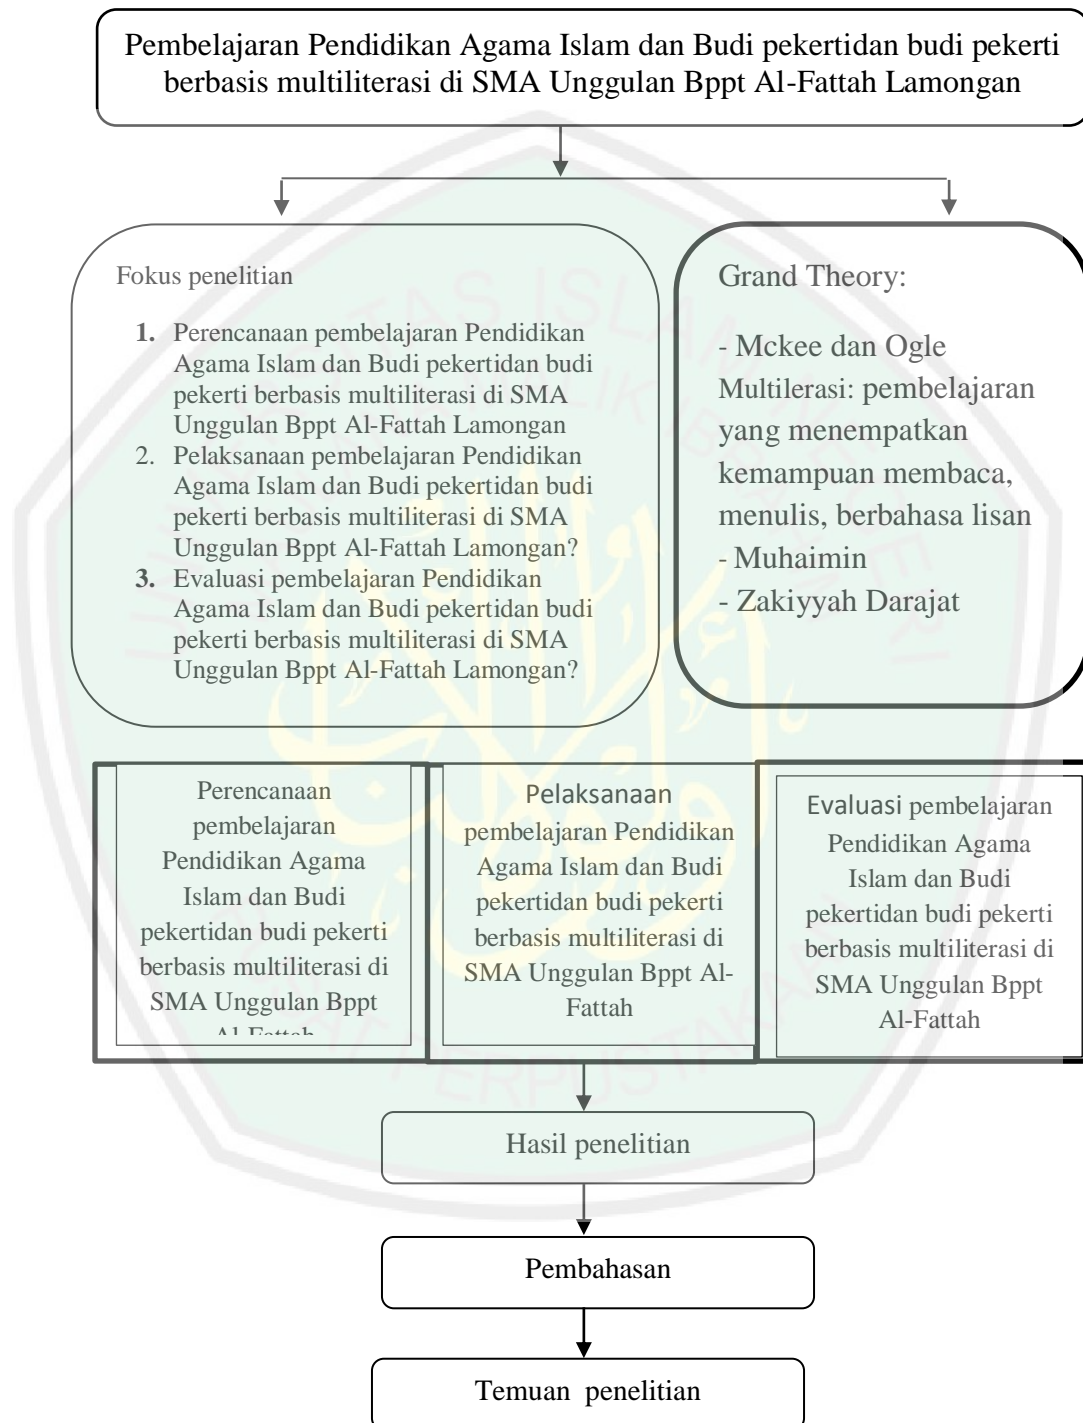 Pembelajaran Pendidikan Agama Islam dan Budi pekertidan budi pekerti
berbasis multiliterasi di SMA Unggulan Bppt Al-Fattah Lamongan
Fokus penelitian
1. Perencanaan pembelajaran Pendidikan
Agama Islam dan Budi pekertidan budi
pekerti berbasis multiliterasi di SMA
Unggulan Bppt Al-Fattah Lamongan
2. Pelaksanaan pembelajaran Pendidikan
Agama Islam dan Budi pekertidan budi
pekerti berbasis multiliterasi di SMA
Unggulan Bppt Al-Fattah Lamongan?
3. Evaluasi pembelajaran Pendidikan
Agama Islam dan Budi pekertidan budi
pekerti berbasis multiliterasi di SMA
Unggulan Bppt Al-Fattah Lamongan?
Grand Theory:
- Mckee dan Ogle
Multilerasi: pembelajaran
yang menempatkan
kemampuan membaca,
menulis, berbahasa lisan
- Muhaimin
- Zakiyyah Darajat
Perencanaan
pembelajaran
Pendidikan Agama
Islam dan Budi
pekertidan budi pekerti
berbasis multiliterasi di
SMA Unggulan Bppt
Al-Fattah
Pelaksanaan
pembelajaran Pendidikan
Agama Islam dan Budi
pekertidan budi pekerti
berbasis multiliterasi di
SMA Unggulan Bppt Al-
Fattah
Evaluasi pembelajaran
Pendidikan Agama
Islam dan Budi
pekertidan budi pekerti
berbasis multiliterasi di
SMA Unggulan Bppt
Al-Fattah
Hasil penelitian
Pembahasan
Temuan penelitian
PUSAT PERPUSTAKAAN